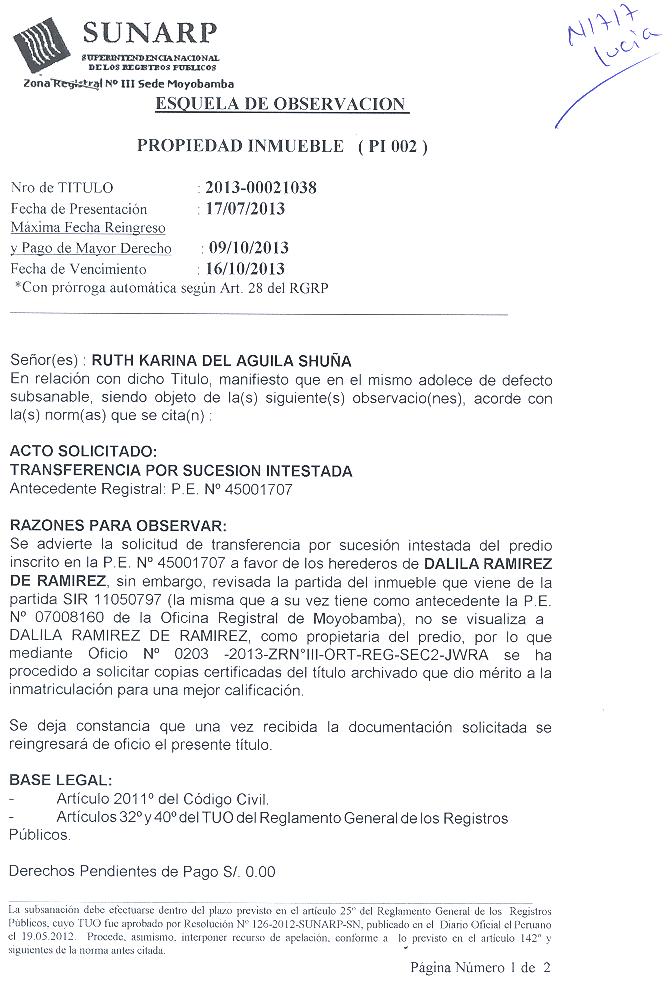 SUNARP
SUPERINTENDENCIA NACIONAL
DE LOS REGISTROS PUBLICOS
Zona Registral Nº III Sede Moyobamba
N1717
Lucia
ESQUELA DE OBSERVACION
PROPIEDAD INMUEBLE ( PI 002 )
Nro de TITULO : 2013-00021038
Fecha de Presentación : 17/07/2013
Máxima Fecha Reingreso
y Pago de Mayor Derecho : 09/10/2013
Fecha de Vencimiento : 16/10/2013
*Con prórroga automática según Art. 28 del RGRP
Señor(es) : RUTH KARINA DEL AGUILA SHUÑA
En relación con dicho Titulo, manifiesto que en el mismo adolece de defecto
subsanable, siendo objeto de la(s) siguiente(s) observacio(nes), acorde con
la(s) norm(as) que se cita(n) :
ACTO SOLICITADO:
TRANSFERENCIA POR SUCESION INTESTADA
Antecedente Registral: P.E. Nº 45001707
RAZONES PARA OBSERVAR:
Se advierte la solicitud de transferencia por sucesión intestada del predio
inscrito en la P.E. Nº 45001707 a favor de los herederos de DALILA RAMIREZ
DE RAMIREZ, sin embargo, revisada la partida del inmueble que viene de la
partida SIR 11050797 (la misma que a su vez tiene como antecedente la P.E.
Nº 07008160 de la Oficina Registral de Moyobamba), no se visualiza a
DALILA RAMIREZ DE RAMIREZ, como propietaria del predio, por lo que
mediante Oficio Nº 0203 -2013-ZRN°III-ORT-REG-SEC2-JWRA se ha
procedido a solicitar copias certificadas del título archivado que dio mérito a la
inmatriculación para una mejor calificación.
Se deja constancia que una vez recibida la documentación solicitada se
reingresará de oficio el presente título.
BASE LEGAL:
- Artículo 2011º del Código Civil.
- Artículos 32º y 40º del TUO del Reglamento General de los Registros
Públicos.
Derechos Pendientes de Pago S/. 0.00
La subsanación debe efectuarse dentro del plazo previsto en el artículo 25º del Reglamento General de los Registros
Públicos, cuyo TUO fue aprobado por Resolución Nº 126-2012-SUNARP-SN, publicado en el Diario Oficial el Peruano
el 19.05.2012. Procede, asimismo, interponer recurso de apelación, conforme a lo previsto en el artículo 142º y
siguientes de la norma antes citada.
Página Número 1 de 2